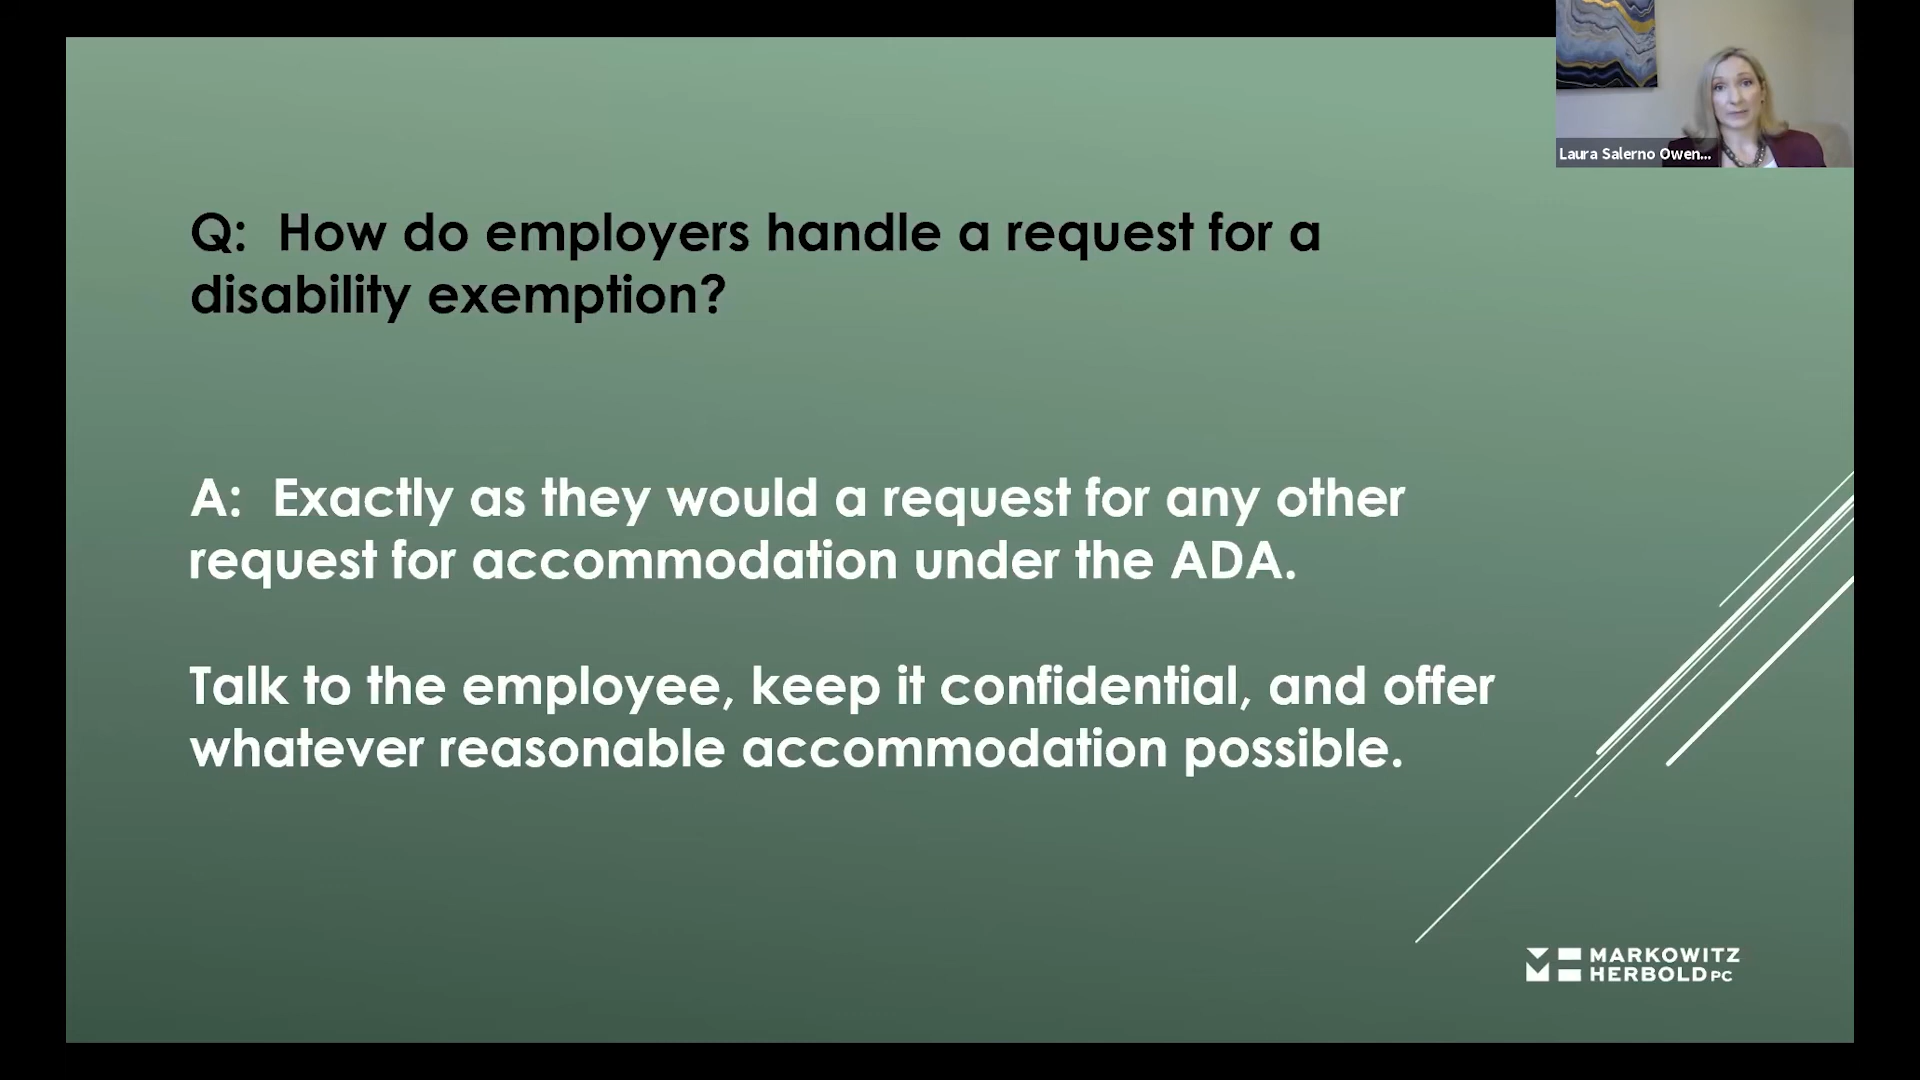 Laura Salerno Owen...
Q: How do employers handle a request for a
disability exemption?
A: Exactly as they would a request for any other
request for accommodation under the ADA.
Talk to the employee, keep it confidential, and offer
whatever reasonable accommodation possible.
MARKOWITZ
HERBOLD PC